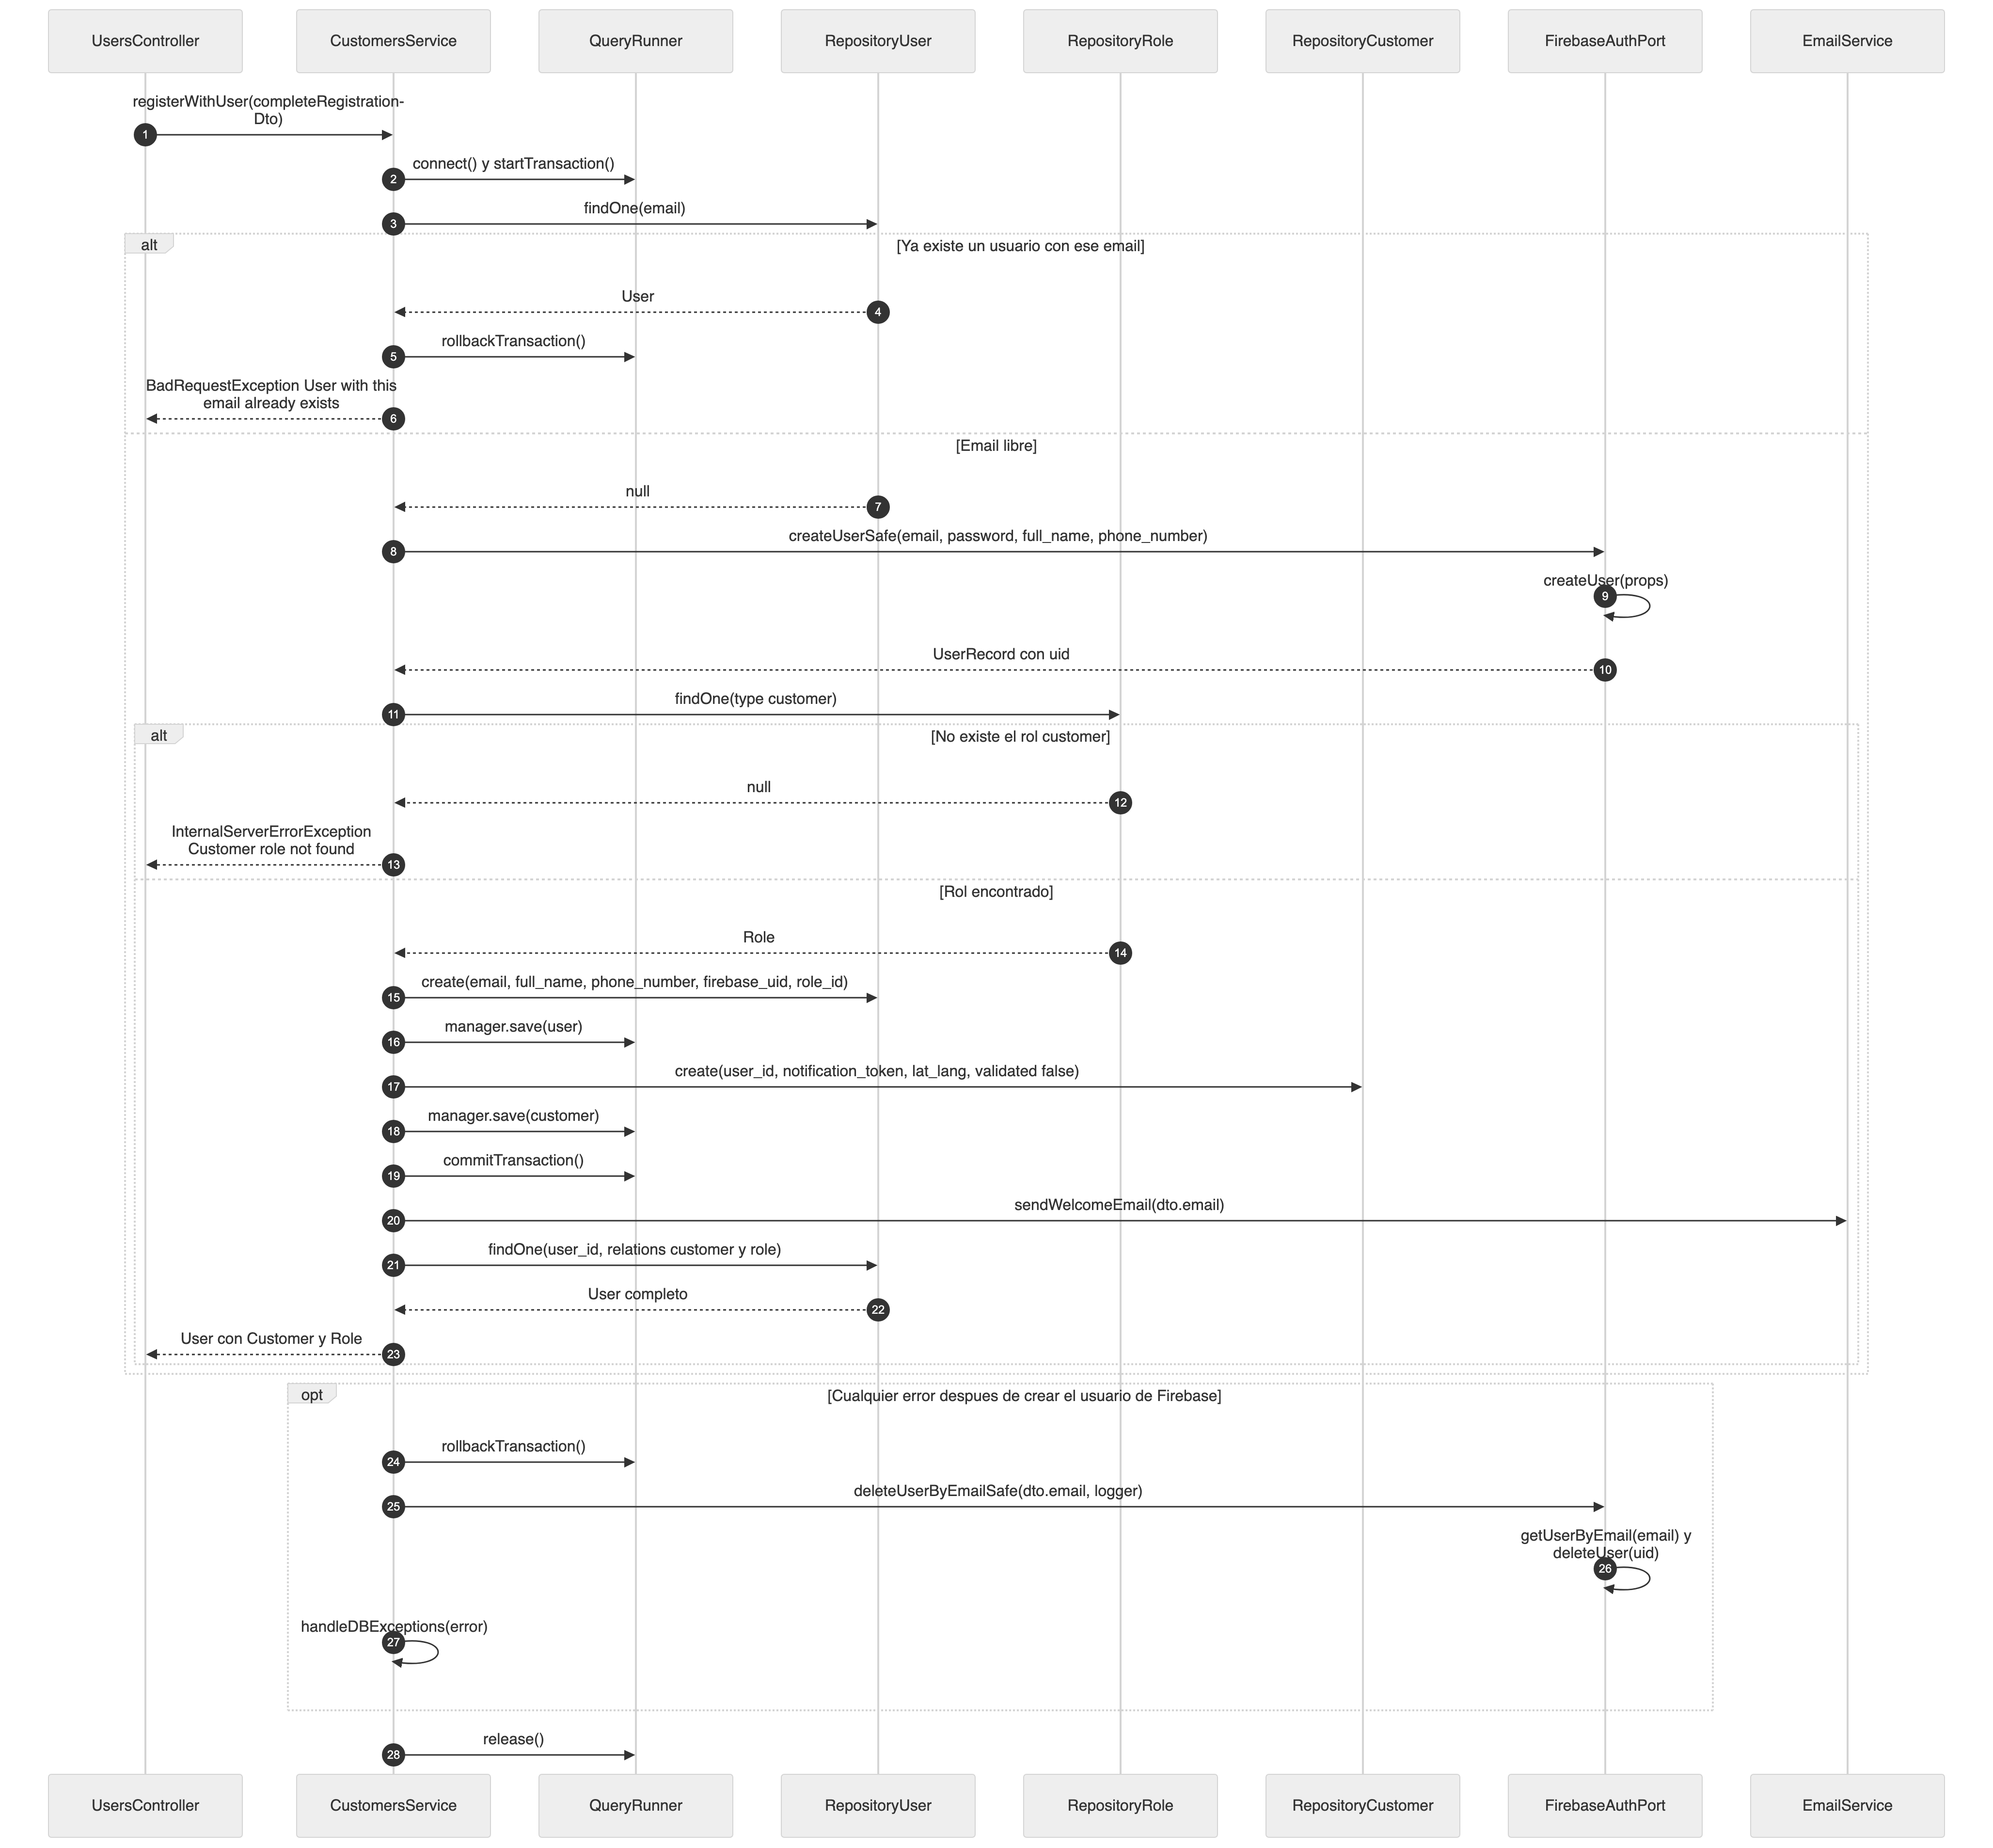 UsersController
CustomersService
QueryRunner
RepositoryUser
RepositoryRole
RepositoryCustomer
FirebaseAuthPort
EmailService
registerWithUser(completeRegistration-
Dto)
1
connect() y startTransaction()
2
findOne(email)
3
alt
[Ya existe un usuario con ese email]
User
4
rollbackTransaction()
5
BadRequestException User with this
email already exists
6
[Email libre]
null
7
createUserSafe(email, password, full_name, phone_number)
8
createUser(props)
9
UserRecord con uid
10
findOne(type customer)
11
alt
[No existe el rol customer]
null
12
InternalServerErrorException
Customer role not found
13
[Rol encontrado]
Role
14
create(email, full_name, phone_number, firebase_uid, role_id)
15
manager.save(user)
16
create(user_id, notification_token, lat_lang, validated false)
17
manager.save(customer)
18
commitTransaction()
19
sendWelcomeEmail(dto.email)
20
findOne(user_id, relations customer y role)
21
User completo
22
User con Customer y Role
23
opt
[Cualquier error despues de crear el usuario de Firebase]
rollbackTransaction()
24
deleteUserByEmailSafe(dto.email, logger)
25
getUserByEmail(email) y
deleteUser(uid)
26
handleDBExceptions(error)
27
release()
28
UsersController
CustomersService
QueryRunner
RepositoryUser
RepositoryRole
RepositoryCustomer
FirebaseAuthPort
EmailService